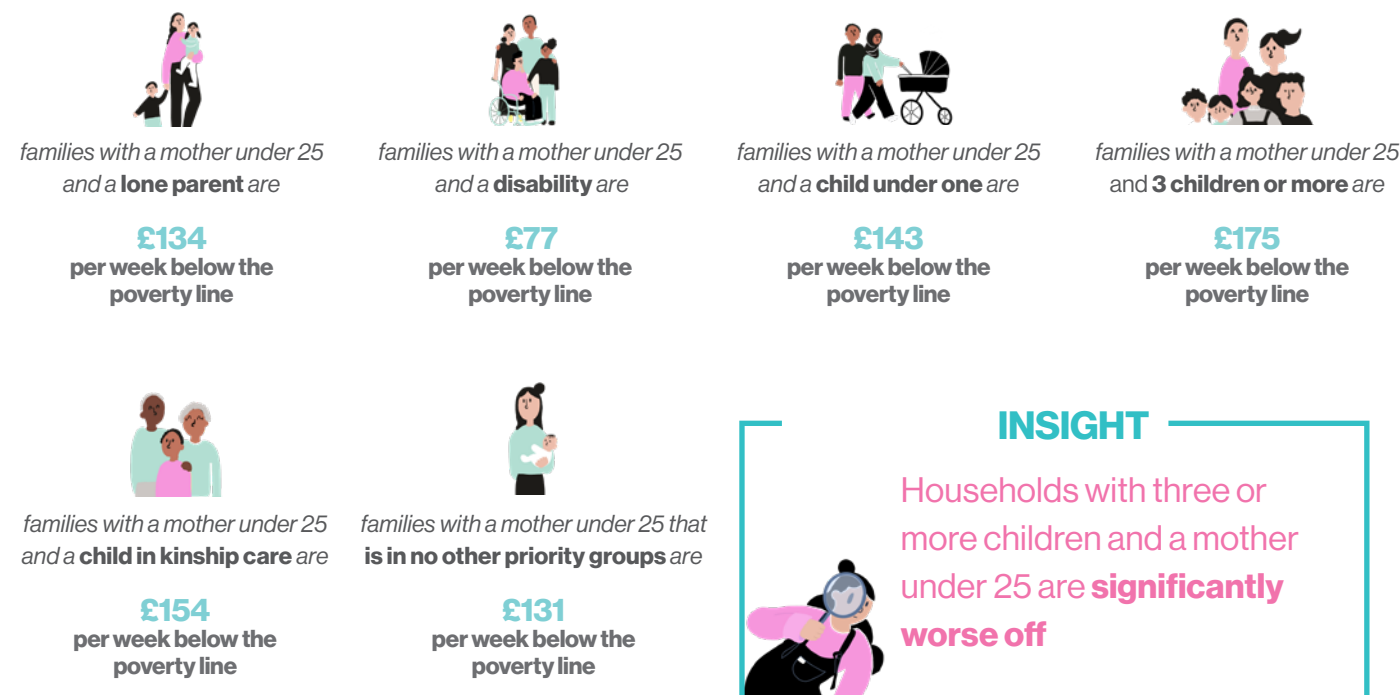 families with a mother under 25
and a lone parent are
£134
per week below the
poverty line
families with a mother under 25
and a disability are
£77
per week below the
poverty line
families with a mother under 25
and a child under one are
£143
per week below the
poverty line
families with a mother under 25
and 3 children or more are
£175
per week below the
poverty line
families with a mother under 25
and a child in kinship care are
£154
per week below the
poverty line
families with a mother under 25 that
is in no other priority groups are
£131
per week below the
poverty line
INSIGHT
Households with three or
more children and a mother
under 25 are significantly
worse off